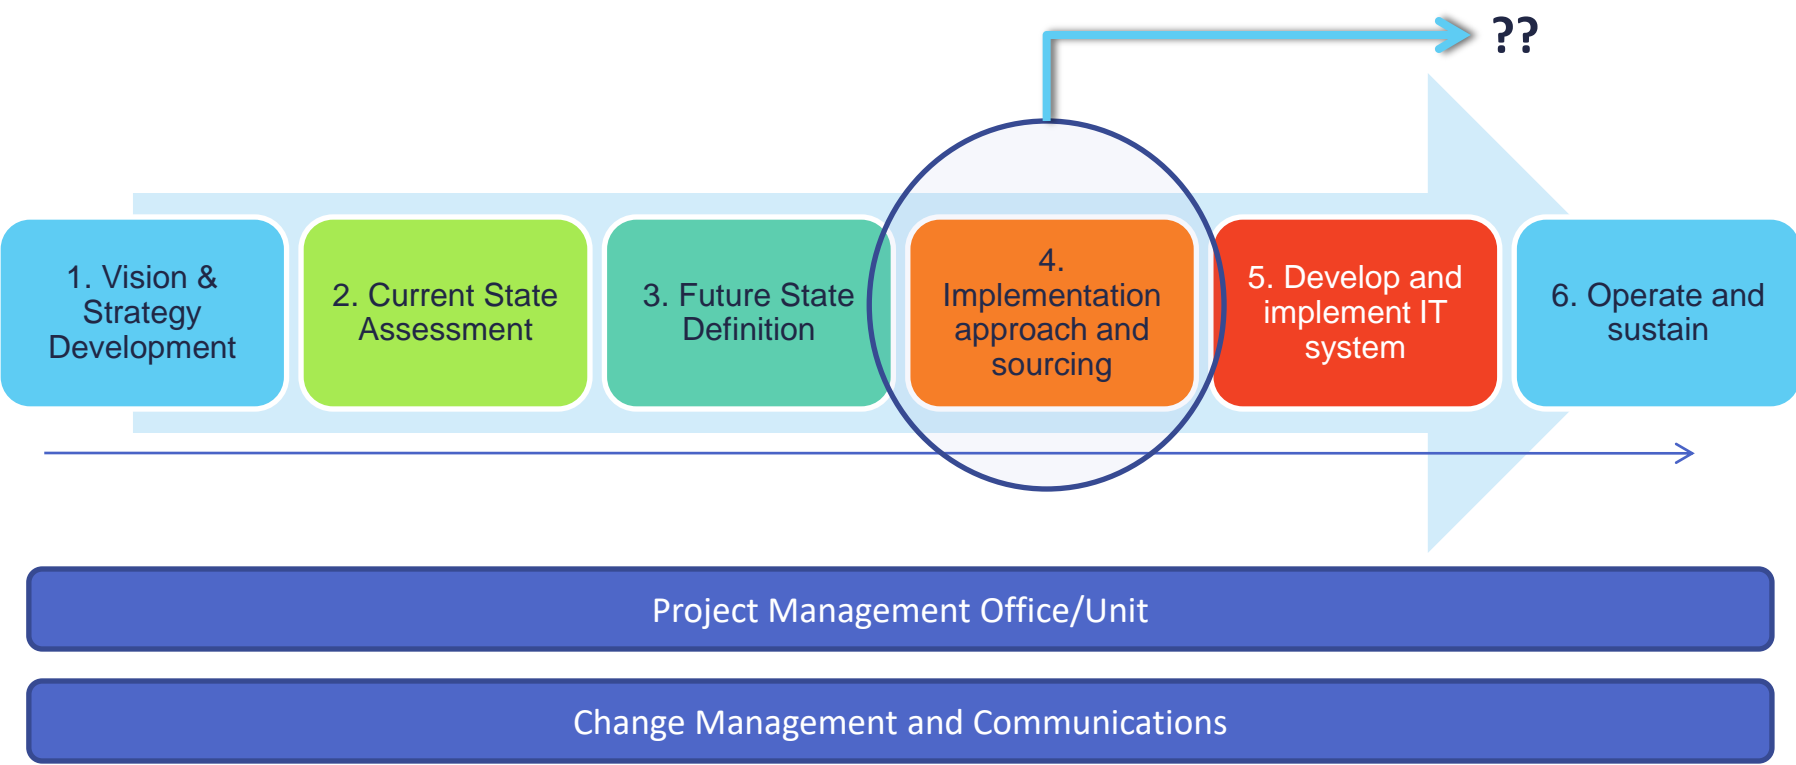 ??
1. Vision &
Strategy
Development
2. Current State
Assessment
3. Future State
Definition
4.
Implementation
approach and
sourcing
5. Develop and
implement IT
system
6. Operate and
sustain
Project Management Office/Unit
Change Management and Communications